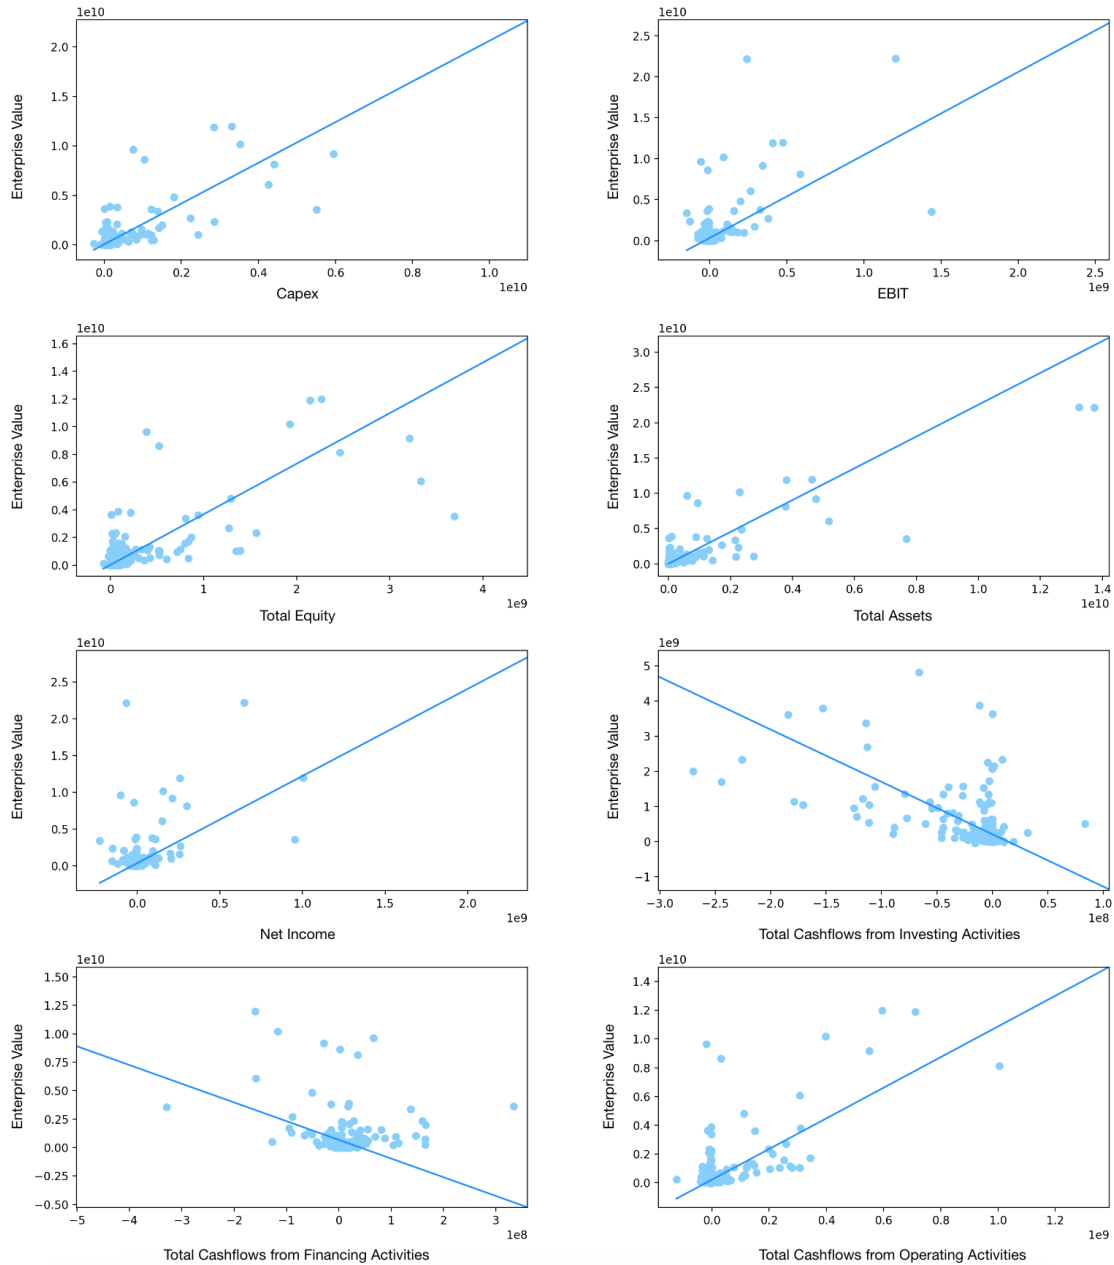 1e10
Enterprise Value
2.0
1.5
1.0
0.5
0.0
0.0 0.2 0.4 0.6 0.8 1.0
1e10
Capex
1e10
Enterprise Value
2.5
2.0
1.5
1.0
0.5
0.0
0.0 0.5 1.0 1.5 2.0 2.5
1e9
EBIT
1e10
Enterprise Value
1.6
1.4
1.2
1.0
0.8
0.6
0.4
0.2
0.0
0 1 2 3 4
1e9
Total Equity
1e10
Enterprise Value
3.0
2.5
2.0
1.5
1.0
0.5
0.0
0.0 0.2 0.4 0.6 0.8 1.0 1.2 1.4
1e10
Total Assets
1e10
Enterprise Value
2.5
2.0
1.5
1.0
0.5
0.0
0.0 0.5 1.0 1.5 2.0
1e9
Net Income
1e9
Enterprise Value
5
4
3
2
1
0
−1
−3.0 −2.5 −2.0 −1.5 −1.0 −0.5 0.0 0.5 1.0
1e8
Total Cashflows from Investing Activities
1e10
Enterprise Value
1.50
1.25
1.00
0.75
0.50
0.25
0.00
−0.25
−0.50
−5 −4 −3 −2 −1 0 1 2 3
1e8
Total Cashflows from Financing Activities
1e10
Enterprise Value
1.4
1.2
1.0
0.8
0.6
0.4
0.2
0.0
0.0 0.2 0.4 0.6 0.8 1.0 1.2
1e9
Total Cashflows from Operating Activities